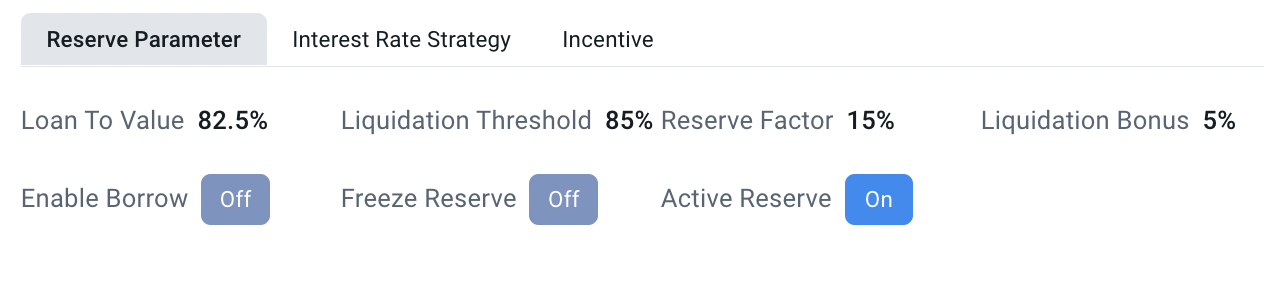 Reserve Parameter Interest Rate Strategy Incentive
Loan To Value 82.5% Liquidation Threshold 85% Reserve Factor 15% Liquidation Bonus 5%
Enable Borrow Off Freeze Reserve Off Active Reserve On